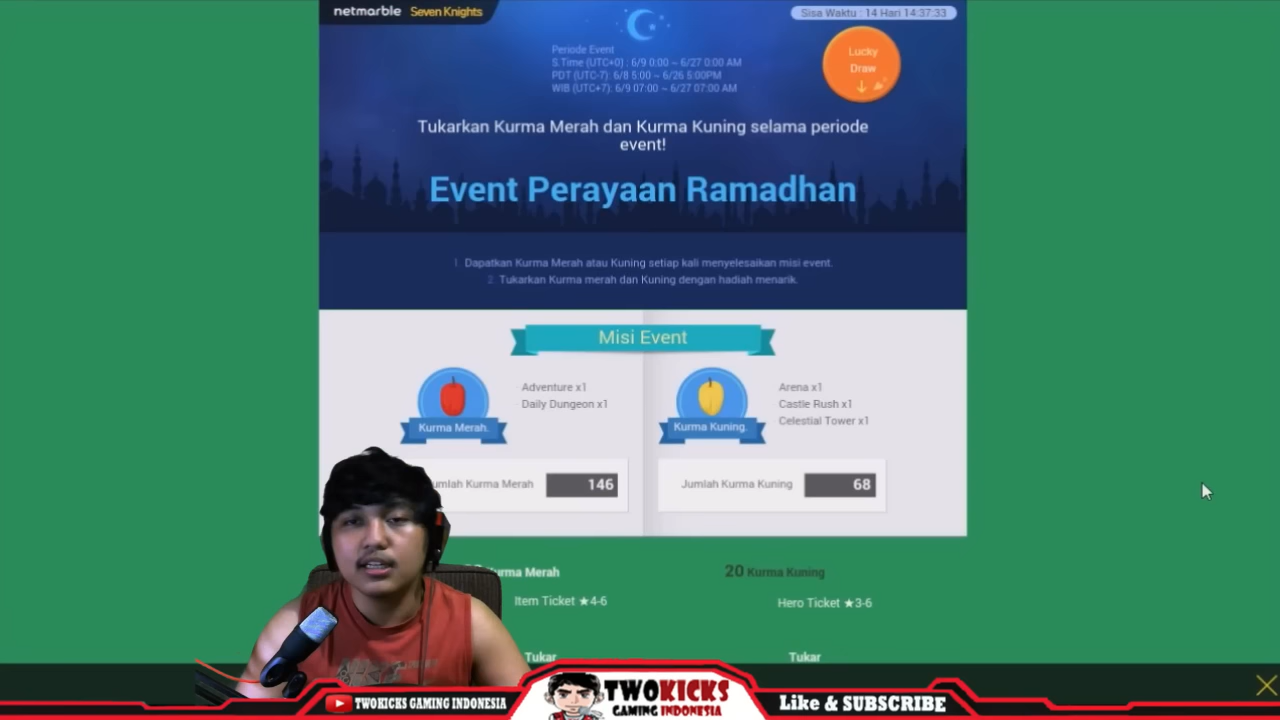 netmarble Seven Knights
Sisa Waktu : 14 Hari 14:37:33
Periode Event
S.Time (UTC+0) : 6/9 0:00 ~ 6/27 0:00 AM
PDT (UTC-7): 6/8 5:00 ~ 6/26 5:00PM
WIB (UTC+7): 6/9 07:00 ~ 6/27 07:00 AM
Lucky
Draw
Tukarkan Kurma Merah dan Kurma Kuning selama periode
event!
Event Perayaan Ramadhan
1. Dapatkan Kurma Merah atau Kuning setiap kali menyelesaikan misi event.
2. Tukarkan Kurma merah dan Kuning dengan hadiah menarik.
Misi Event
Adventure x1
Daily Dungeon x1
Kurma Merah.
Arena x1
Castle Rush x1
Celestial Tower x1
Kurma Kuning.
Kurma Merah 146
Jumlah Kurma Kuning 68
Kurma Merah
Item Ticket ★4-6
Tukar
20 Kurma Kuning
Hero Ticket ★3-6
Tukar
TWOKICKS GAMING INDONESIA
TWOKICKS
GAMING INDONESIA
Like & SUBSCRIBE